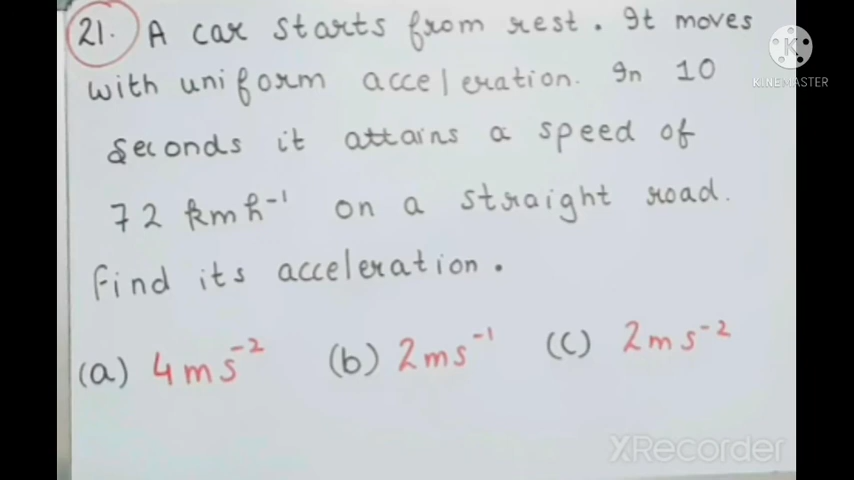 21. A car starts from rest. It moves
with uniform acceleration. In 10
seconds it attains a speed of
72 kmh⁻¹ on a straight road.
Find its acceleration.
(a) 4ms⁻² (b) 2ms⁻¹ (C) 2ms⁻²
K
KINEMASTER
XRecorder